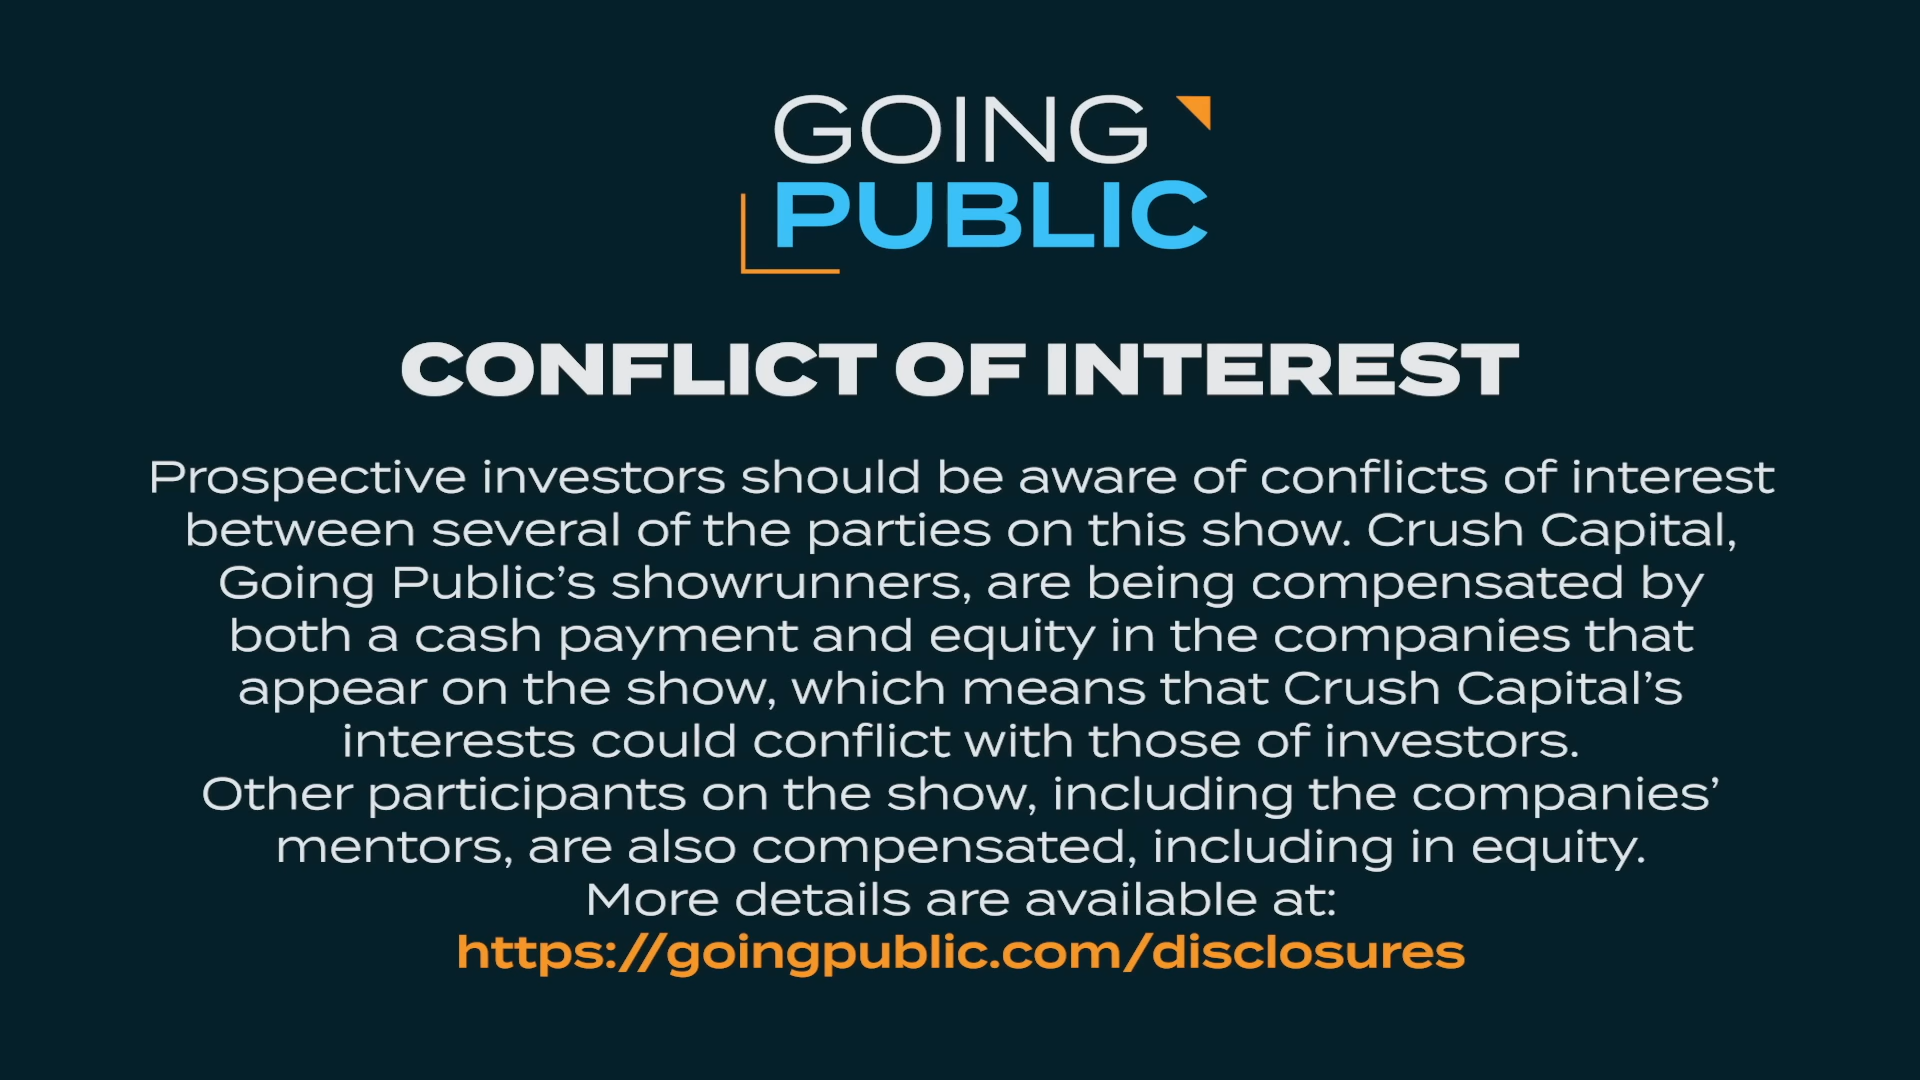 GOING
PUBLIC
CONFLICT OF INTEREST
Prospective investors should be aware of conflicts of interest
between several of the parties on this show. Crush Capital,
Going Public’s showrunners, are being compensated by
both a cash payment and equity in the companies that
appear on the show, which means that Crush Capital’s
interests could conflict with those of investors.
Other participants on the show, including the companies’
mentors, are also compensated, including in equity.
More details are available at:
https://goingpublic.com/disclosures